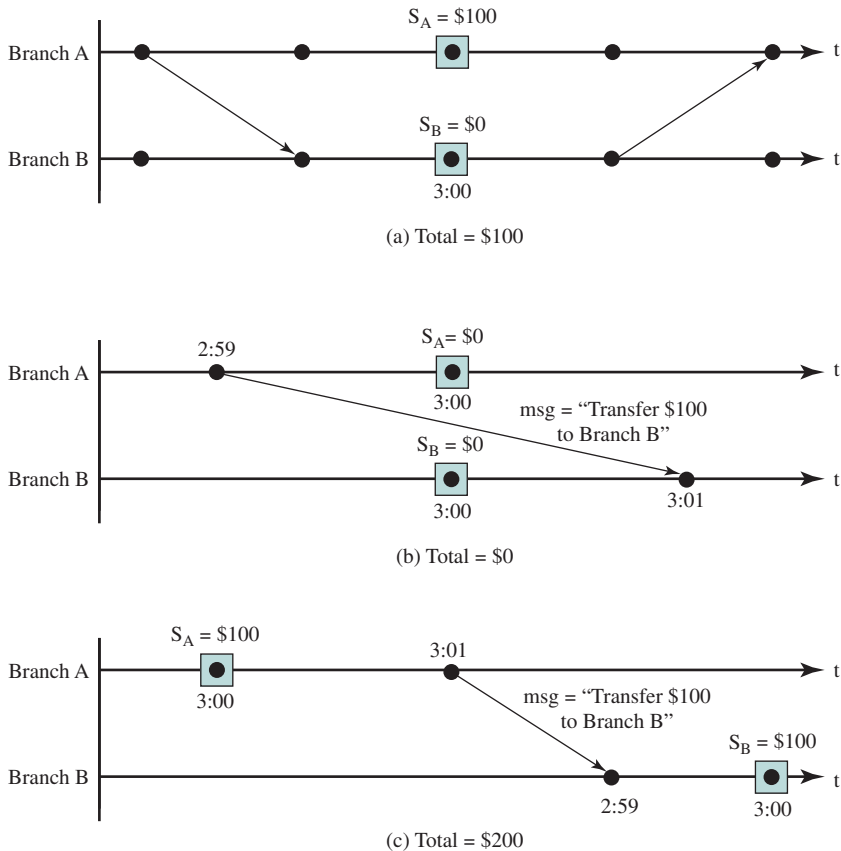 S_A = $100
Branch A
t
S_B = $0
Branch B
t
3:00
(a) Total = $100
2:59
S_A= $0
Branch A
t
3:00
msg = “Transfer $100
to Branch B”
S_B = $0
Branch B
t
3:00
3:01
(b) Total = $0
S_A = $100
3:01
Branch A
t
3:00
msg = “Transfer $100
to Branch B”
S_B = $100
Branch B
t
2:59
3:00
(c) Total = $200